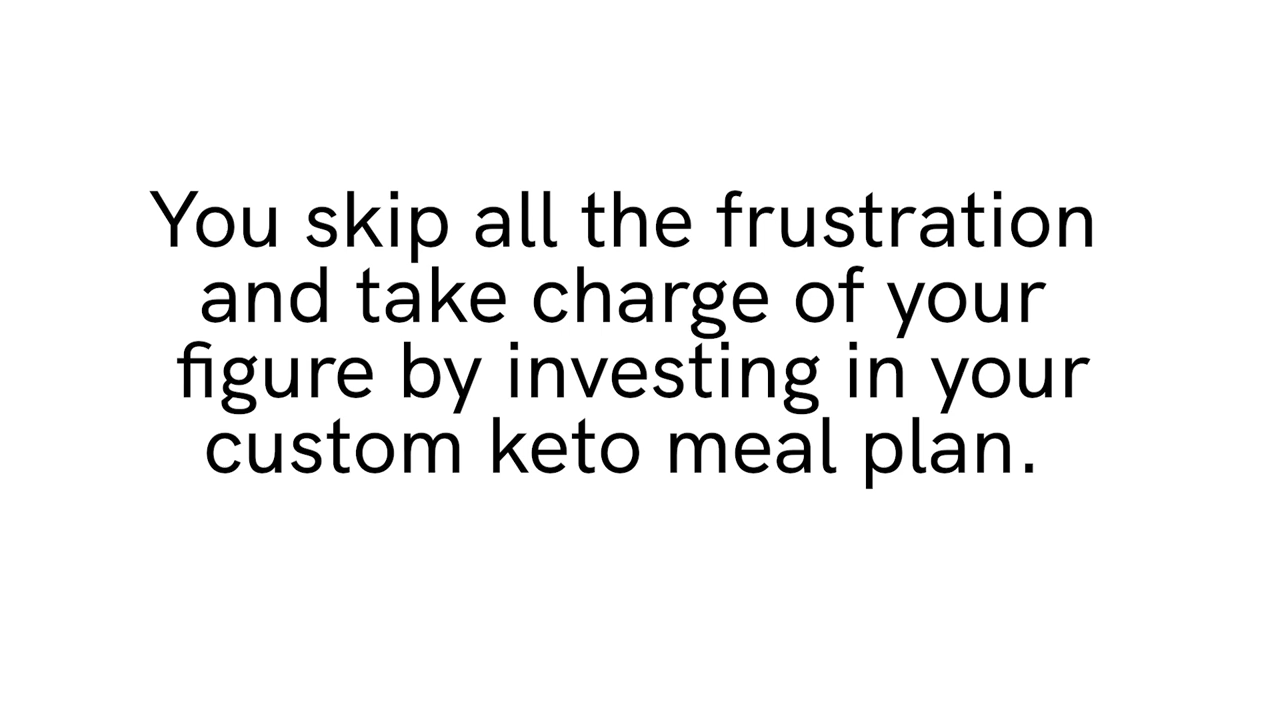 You skip all the frustration
and take charge of your
figure by investing in your
custom keto meal plan.